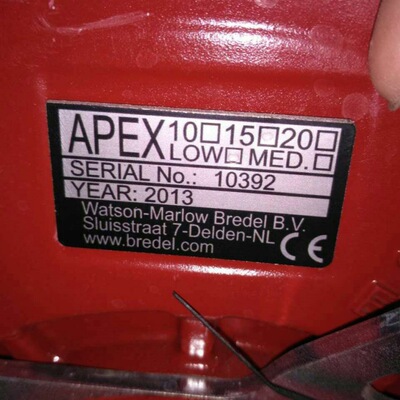 APEX 10□ 15□ 20□
LOW□ MED.□
SERIAL No.: 10392
YEAR: 2013
Watson-Marlow Bredel B.V.
Sluisstraat 7-Delden-NL
www.bredel.com CE